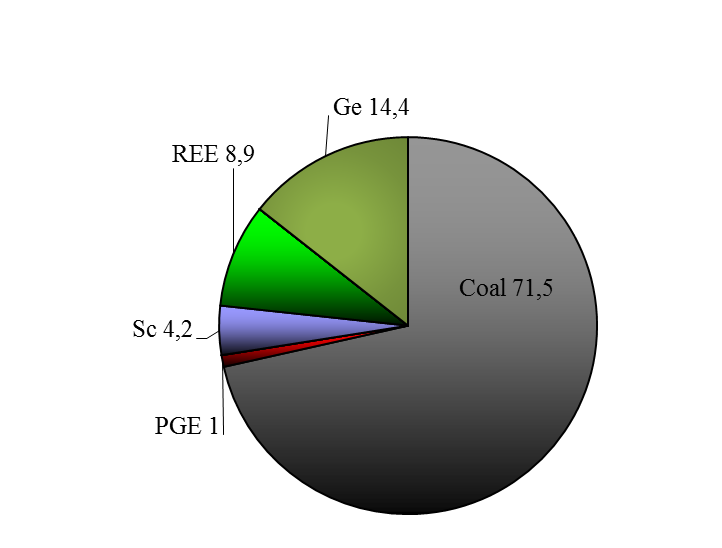 Ge 14,4
REE 8,9
Coal 71,5
Sc 4,2
PGE 1